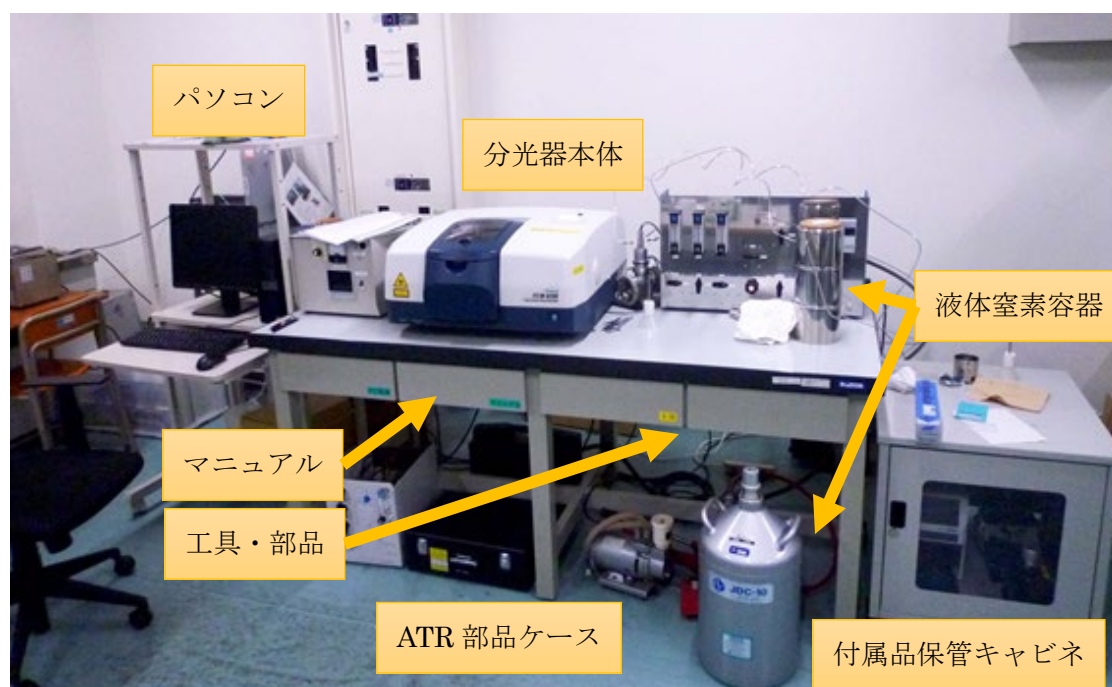 パソコン
分光器本体
液体窒素容器
マニュアル
工具・部品
JDC-10
ATR 部品ケース
付属品保管キャビネ